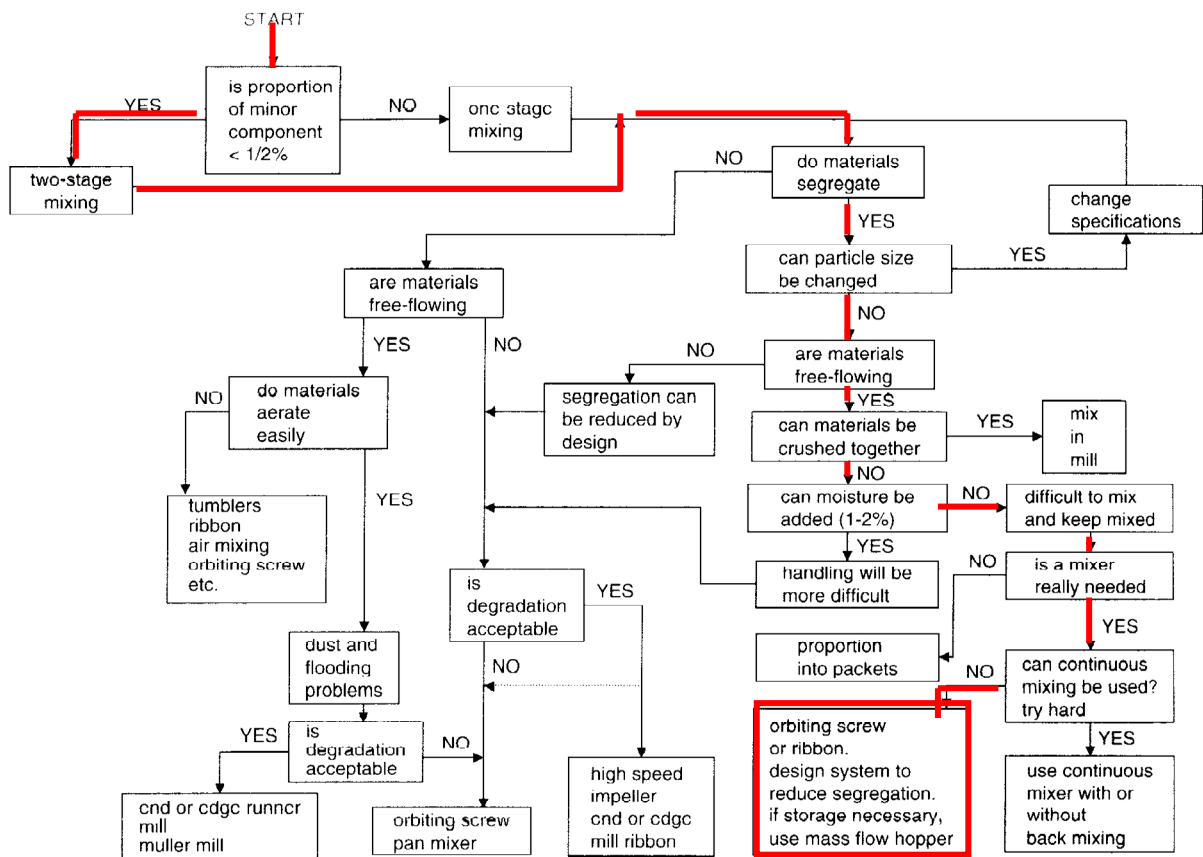 START
is proportion
of minor
component
< 1/2%
YES
NO
onc stagc
mixing
two-stage
mixing
NO
do materials
segregate
YES
change
specifications
can particle size
be changed
YES
are materials
free-flowing
NO
YES
NO
NO
are materials
free-flowing
YES
NO
do materials
aerate
easily
segregation can
be reduced by
design
can materials be
crushed together
YES
mix
in
mill
NO
YES
tumblers
ribbon
air mixing
orbiting screw
etc.
can moisture be
added (1-2%)
NO
difficult to mix
and keep mixed
YES
handling will be
more difficult
NO
is a mixer
really needed
is
degradation
acceptable
YES
YES
dust and
flooding
problems
NO
proportion
into packets
NO
can continuous
mixing be used?
try hard
YES
is
degradation
acceptable
NO
YES
orbiting screw
or ribbon.
design system to
reduce segregation.
if storage necessary,
use mass flow hopper
use continuous
mixer with or
without
back mixing
cnd or cdgc runncr
mill
muller mill
orbiting screw
pan mixer
high speed
impeller
cnd or cdgc
mill ribbon